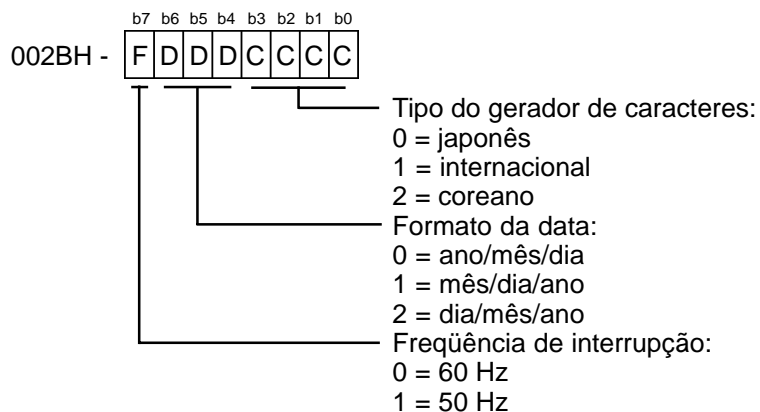 b7 b6 b5 b4 b3 b2 b1 b0
002BH - F D D D C C C C
Tipo do gerador de caracteres:
0 = japonês
1 = internacional
2 = coreano
Formato da data:
0 = ano/mês/dia
1 = mês/dia/ano
2 = dia/mês/ano
Freqüência de interrupção:
0 = 60 Hz
1 = 50 Hz